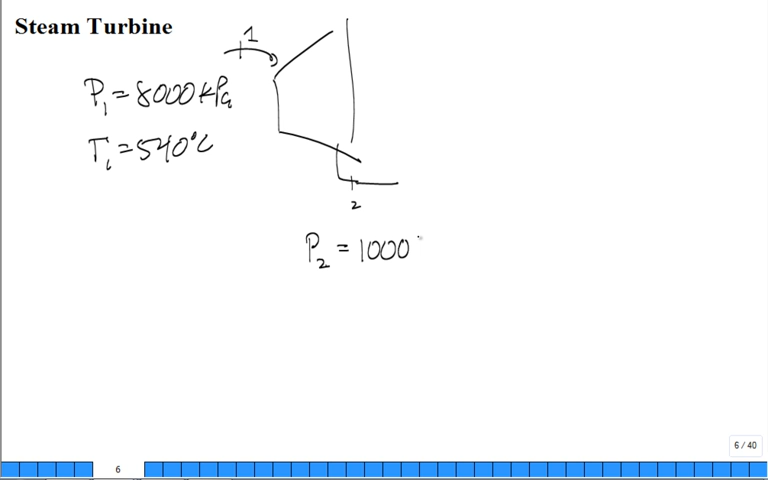 Steam Turbine
1
P₁ = 8000 kPa
T₁ = 540°C
2
P₂ = 1000
6 / 40
6